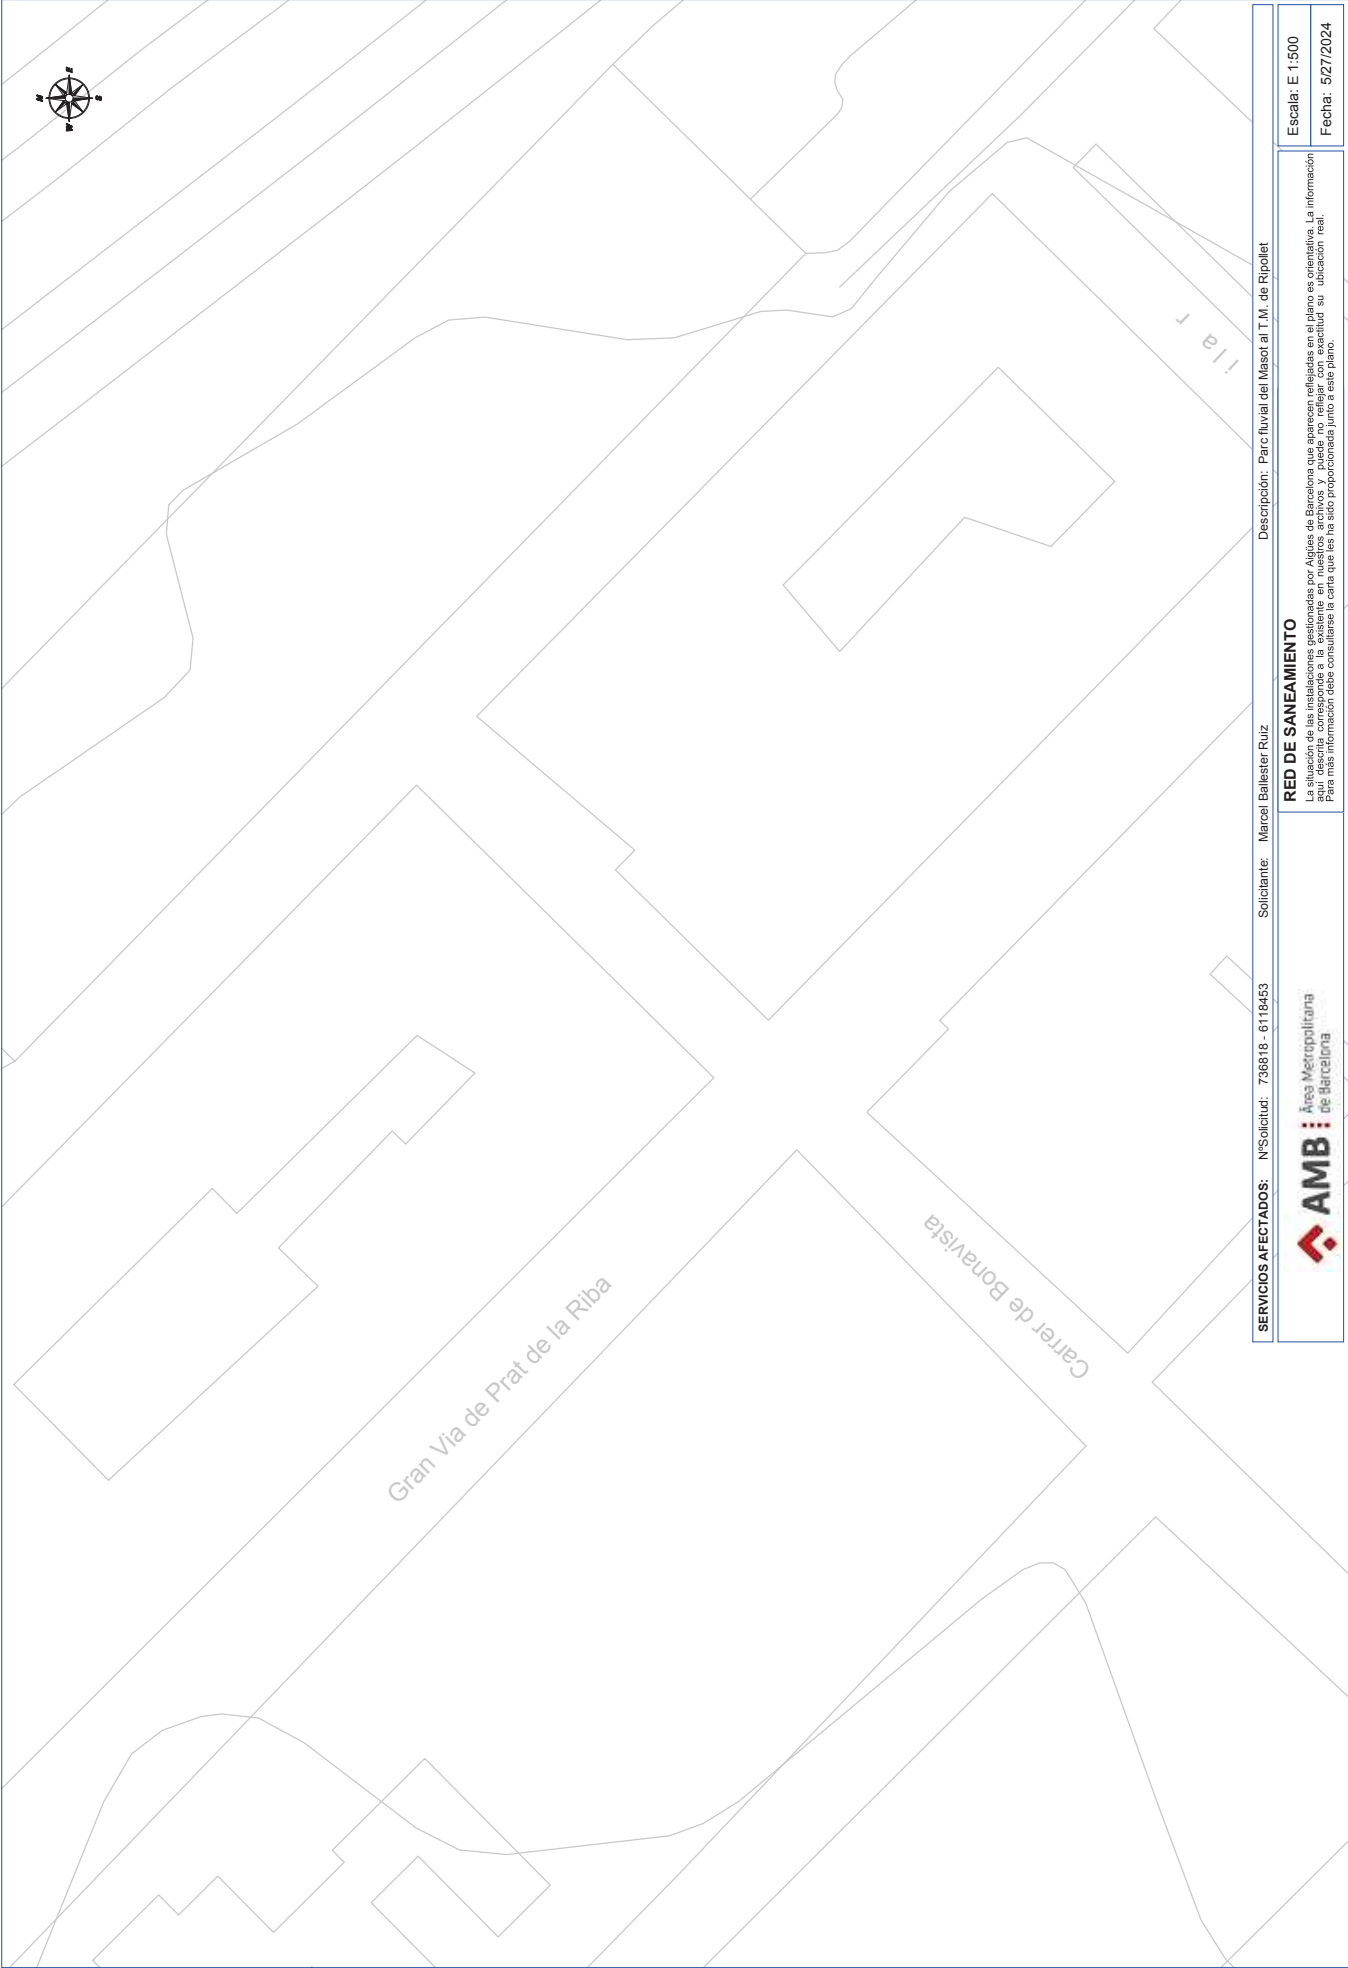 N
W
E
S
Gran Via de Prat de la Riba
Carrer de Bonavista
illa r
SERVICIOS AFECTADOS: NºSolicitud: 736818 - 6118453 Solicitante: Marcel Ballester Ruiz Descripción: Parc fluvial del Masot al T.M. de Ripollet
AMB Àrea Metropolitana
de Barcelona
RED DE SANEAMIENTO
La situación de las instalaciones gestionadas por Aigües de Barcelona que aparecen reflejadas en el plano es orientativa. La información
aquí descrita corresponde a la existente en nuestros archivos y puede no reflejar con exactitud su ubicación real.
Para más información debe consultarse la carta que les ha sido proporcionada junto a este plano.
Escala: E 1:500
Fecha: 5/27/2024